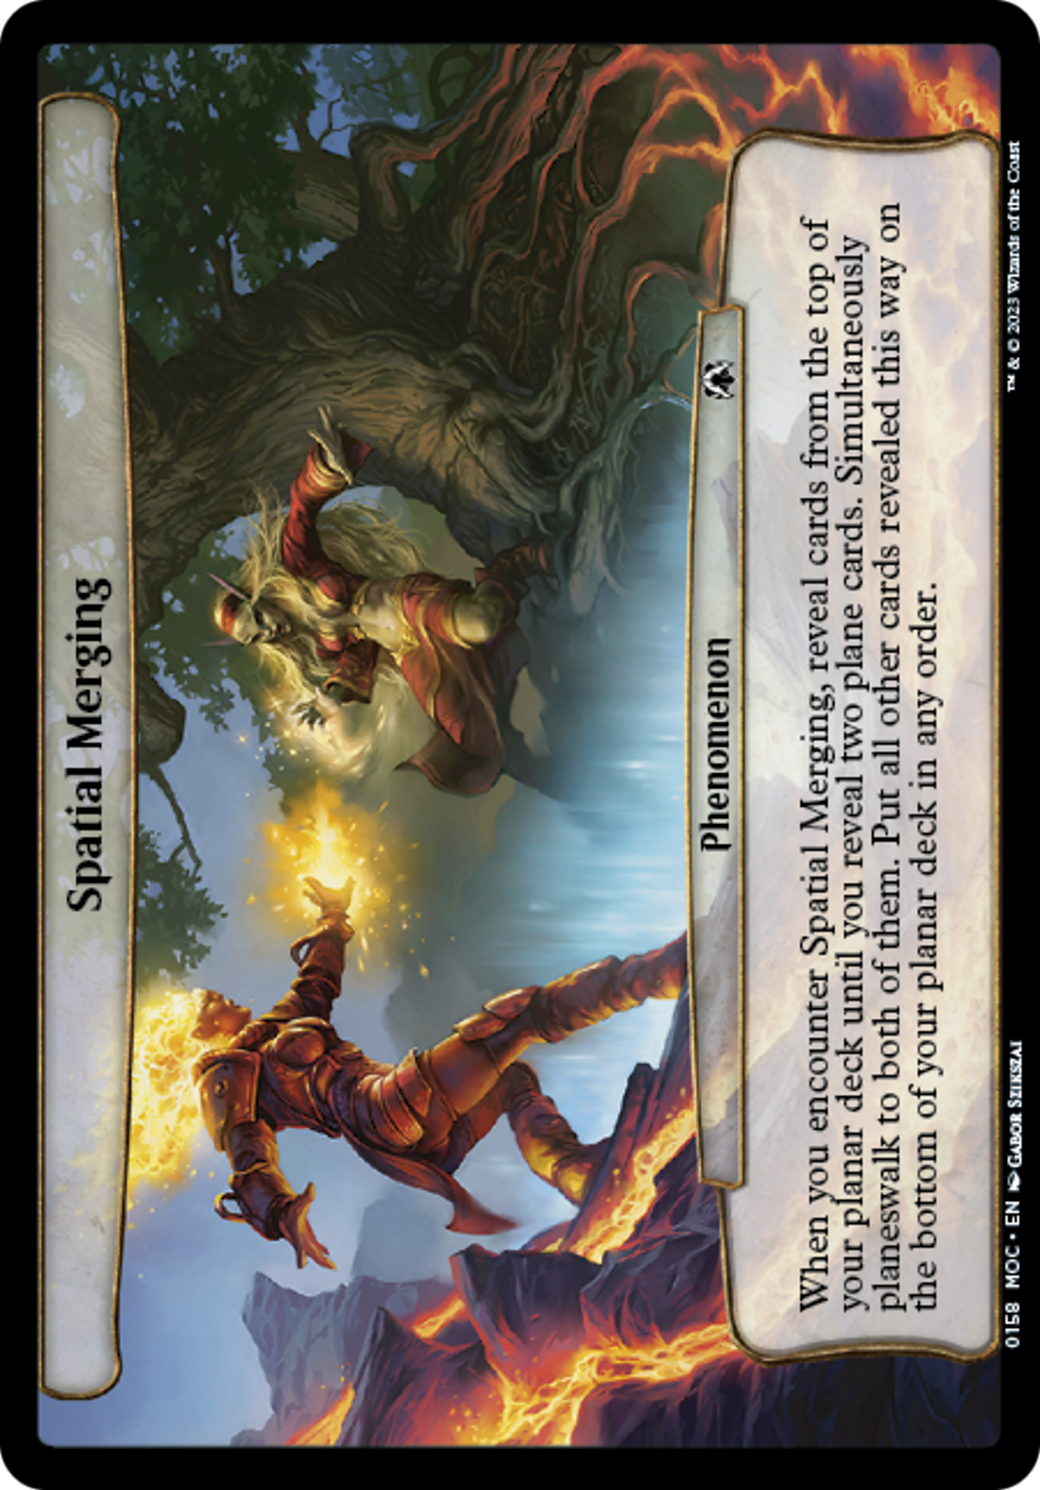 Spatial Merging
Phenomenon
When you encounter Spatial Merging, reveal cards from the top of
your planar deck until you reveal two plane cards. Simultaneously
planeswalk to both of them. Put all other cards revealed this way on
the bottom of your planar deck in any order.
0158 MOC • EN GABOR SZIKSZAI
™ & © 2023 Wizards of the Coast